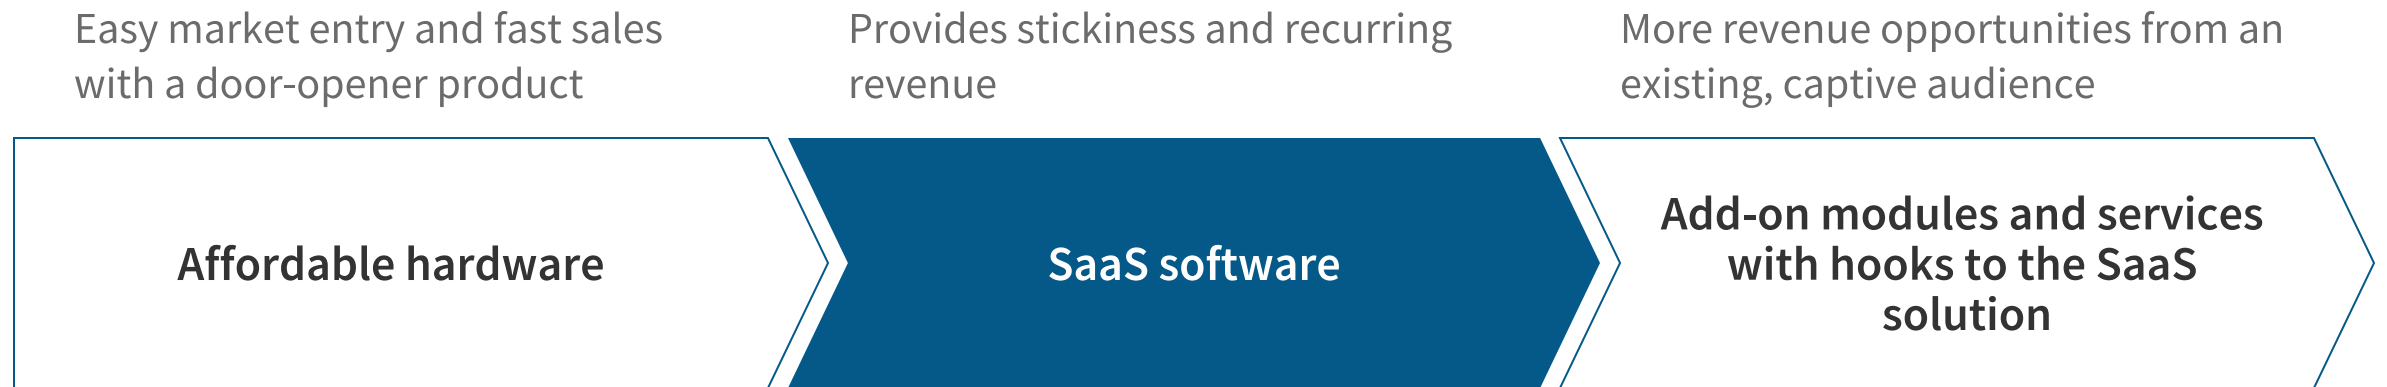 Easy market entry and fast sales
with a door-opener product
Provides stickiness and recurring
revenue
More revenue opportunities from an
existing, captive audience
Affordable hardware
SaaS software
Add-on modules and services
with hooks to the SaaS
solution